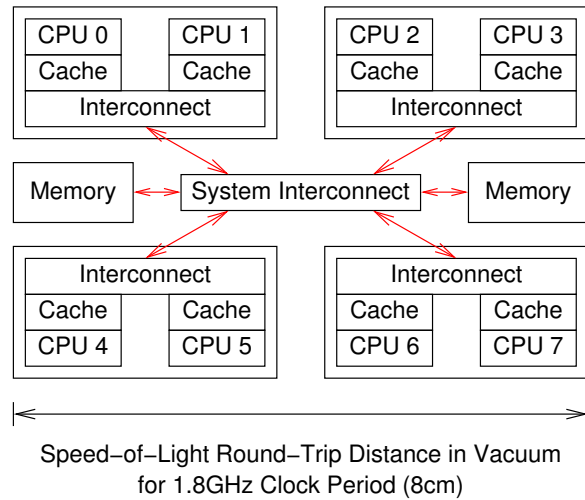 CPU 0 CPU 1 CPU 2 CPU 3
Cache Cache Cache Cache
Interconnect Interconnect
Memory System Interconnect Memory
Interconnect Interconnect
Cache Cache Cache Cache
CPU 4 CPU 5 CPU 6 CPU 7
Speed−of−Light Round−Trip Distance in Vacuum
for 1.8GHz Clock Period (8cm)